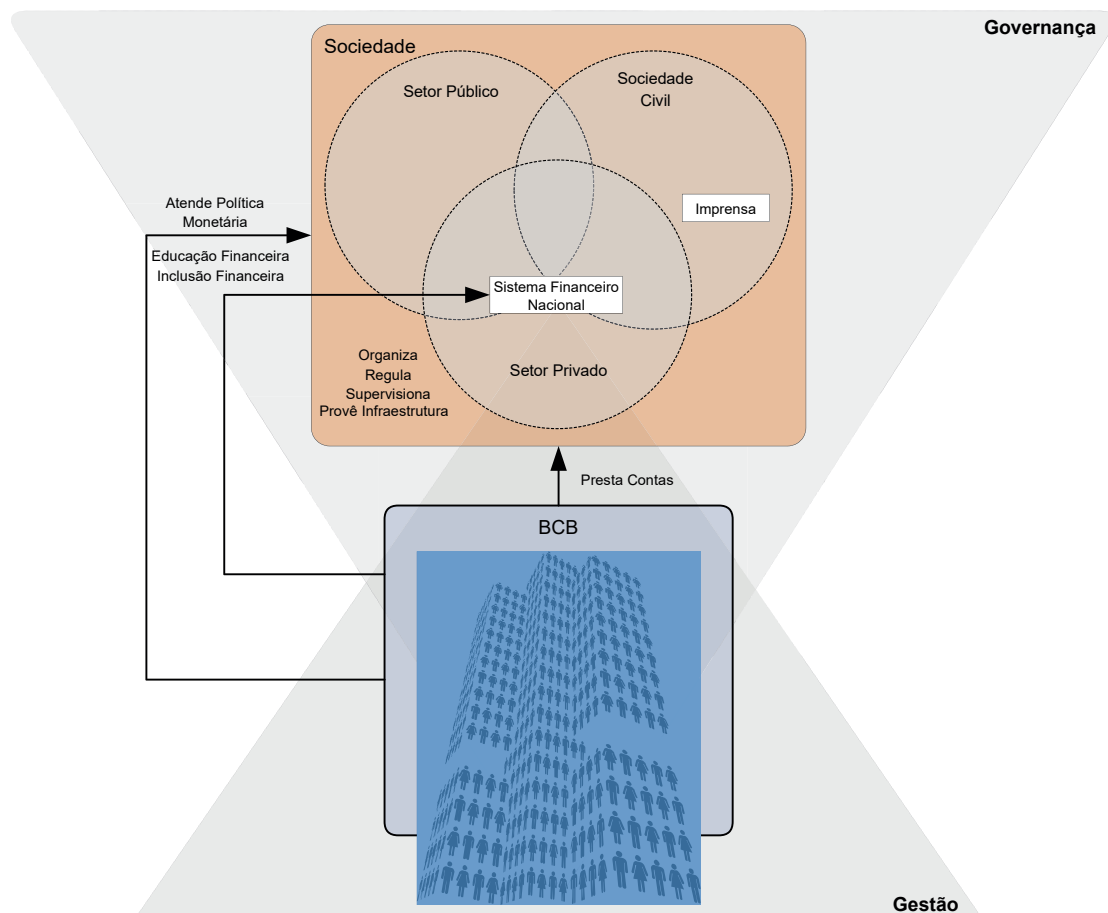 Governança
Sociedade
Setor Público
Sociedade
Civil
Imprensa
Atende Política
Monetária
Educação Financeira
Inclusão Financeira
Sistema Financeiro
Nacional
Organiza
Regula
Supervisiona
Provê Infraestrutura
Setor Privado
Presta Contas
BCB
Gestão